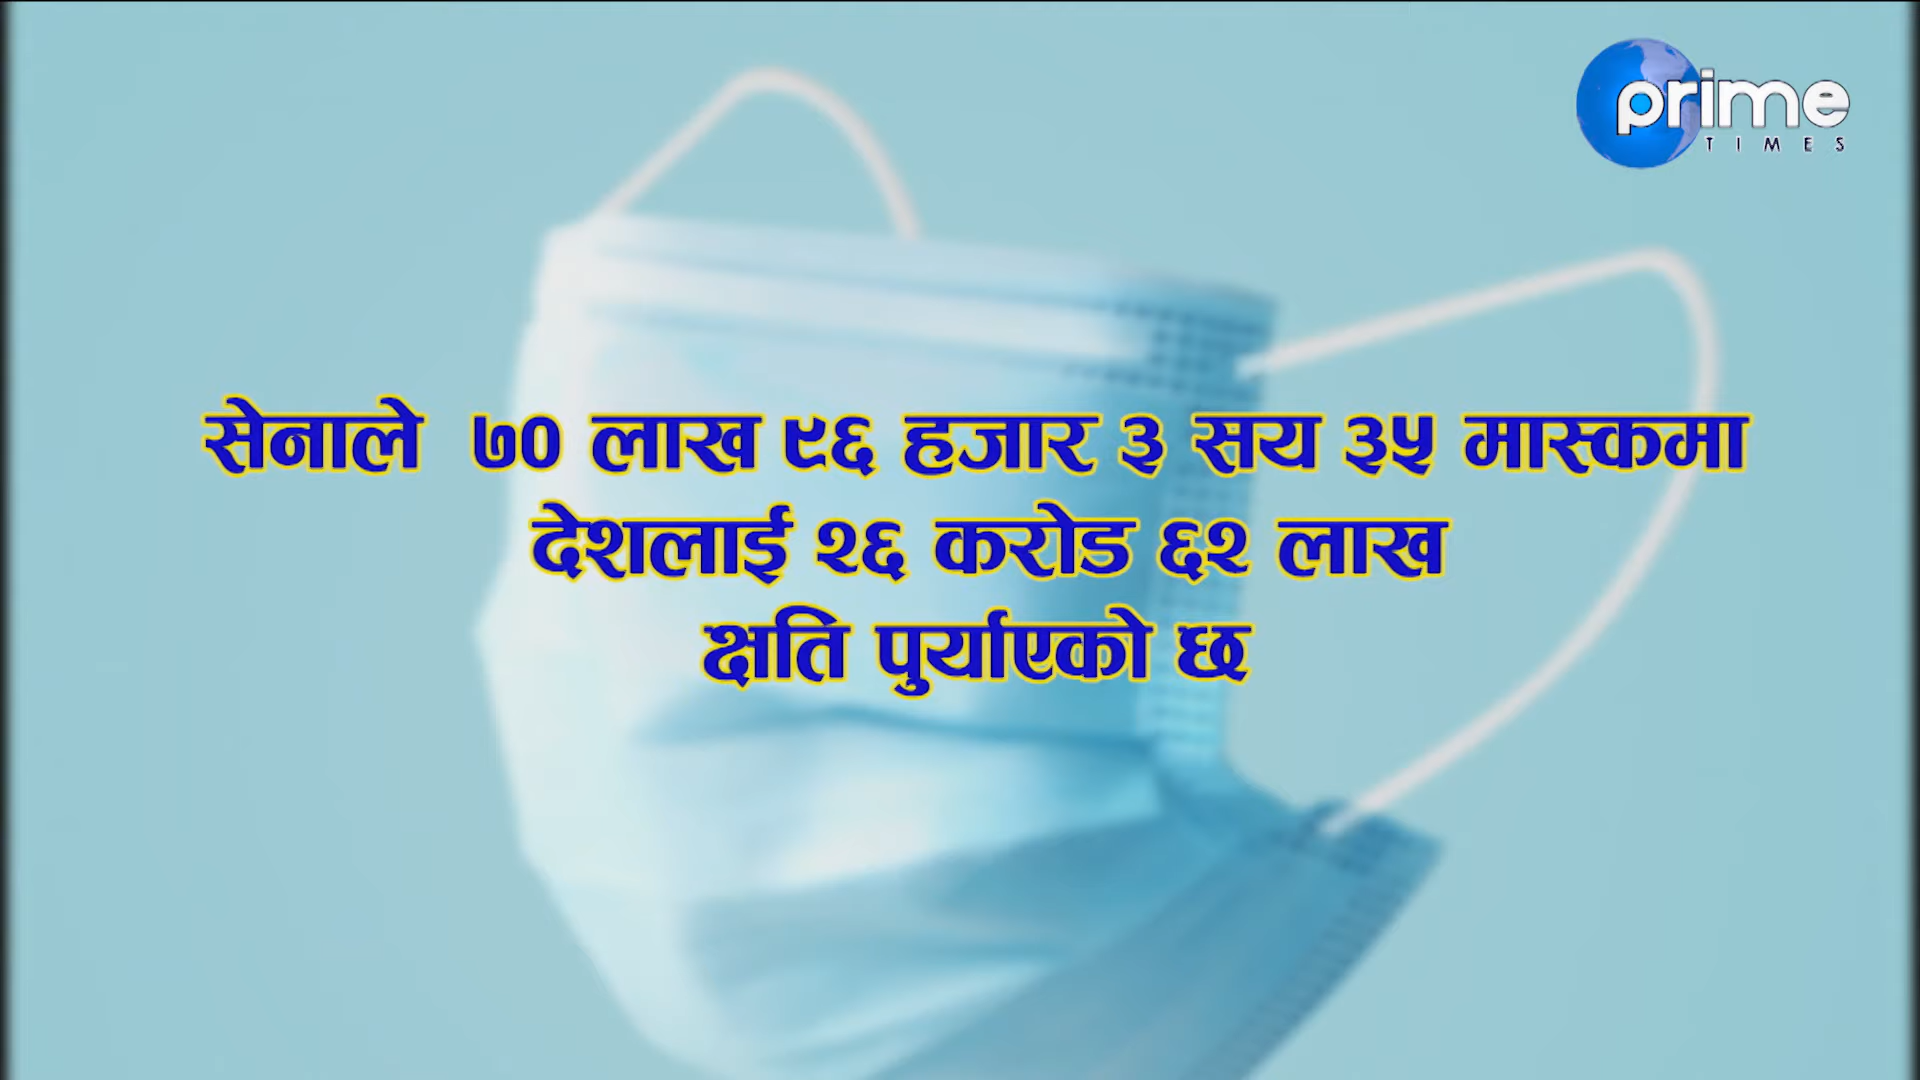 prime
TIMES
सेनाले ७० लाख ९६ हजार ३ सय ३५ मास्कमा
देशलाई २६ करोड ६२ लाख
क्षति पुर्याएको छ